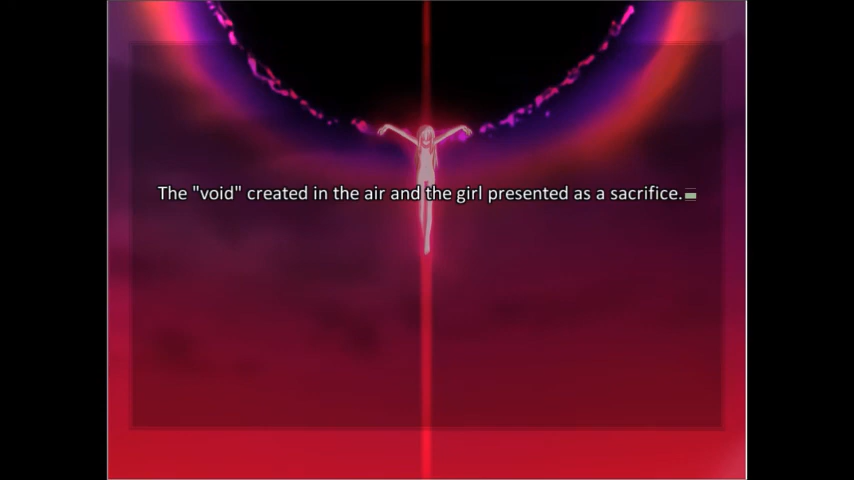 The "void" created in the air and the girl presented as a sacrifice.